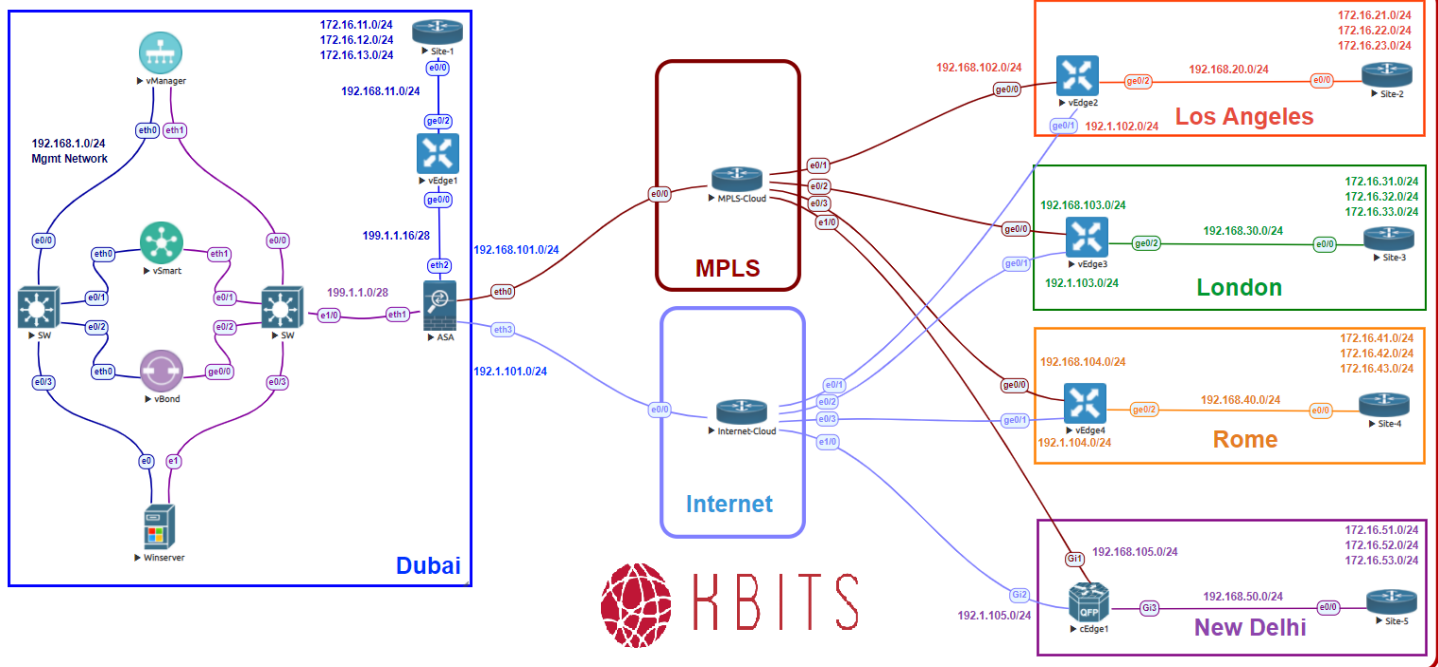 172.16.11.0/24
172.16.12.0/24
172.16.13.0/24
Site-1
e0/0
192.168.11.0/24
ge0/2
vEdge1
ge0/0
199.1.1.16/28
eth2
vManager
eth0
eth1
192.168.1.0/24
Mgmt Network
e0/0
e0/0
eth0
vSmart
eth1
e0/1
e0/1
SW
SW
e0/2
e0/2
eth0
vBond
ge0/0
e0/3
e0/3
e0
e1
Winserver
199.1.1.0/28
e1/0
eth1
ASA
eth0
eth3
192.168.101.0/24
192.1.101.0/24
Dubai
e0/0
MPLS-Cloud
e0/1
e0/2
e0/3
e1/0
MPLS
e0/0
Internet-Cloud
e0/1
e0/2
e0/3
e1/0
Internet
KBITS
192.168.102.0/24
ge0/0
vEdge2
ge0/1
192.1.102.0/24
ge0/2
192.168.20.0/24
e0/0
Site-2
172.16.21.0/24
172.16.22.0/24
172.16.23.0/24
Los Angeles
192.168.103.0/24
ge0/0
vEdge3
ge0/1
192.1.103.0/24
ge0/2
192.168.30.0/24
e0/0
Site-3
172.16.31.0/24
172.16.32.0/24
172.16.33.0/24
London
192.168.104.0/24
ge0/0
vEdge4
ge0/1
192.1.104.0/24
ge0/2
192.168.40.0/24
e0/0
Site-4
172.16.41.0/24
172.16.42.0/24
172.16.43.0/24
Rome
Gi1
192.168.105.0/24
Gi2
192.1.105.0/24
QFP
cEdge1
Gi3
192.168.50.0/24
e0/0
Site-5
172.16.51.0/24
172.16.52.0/24
172.16.53.0/24
New Delhi